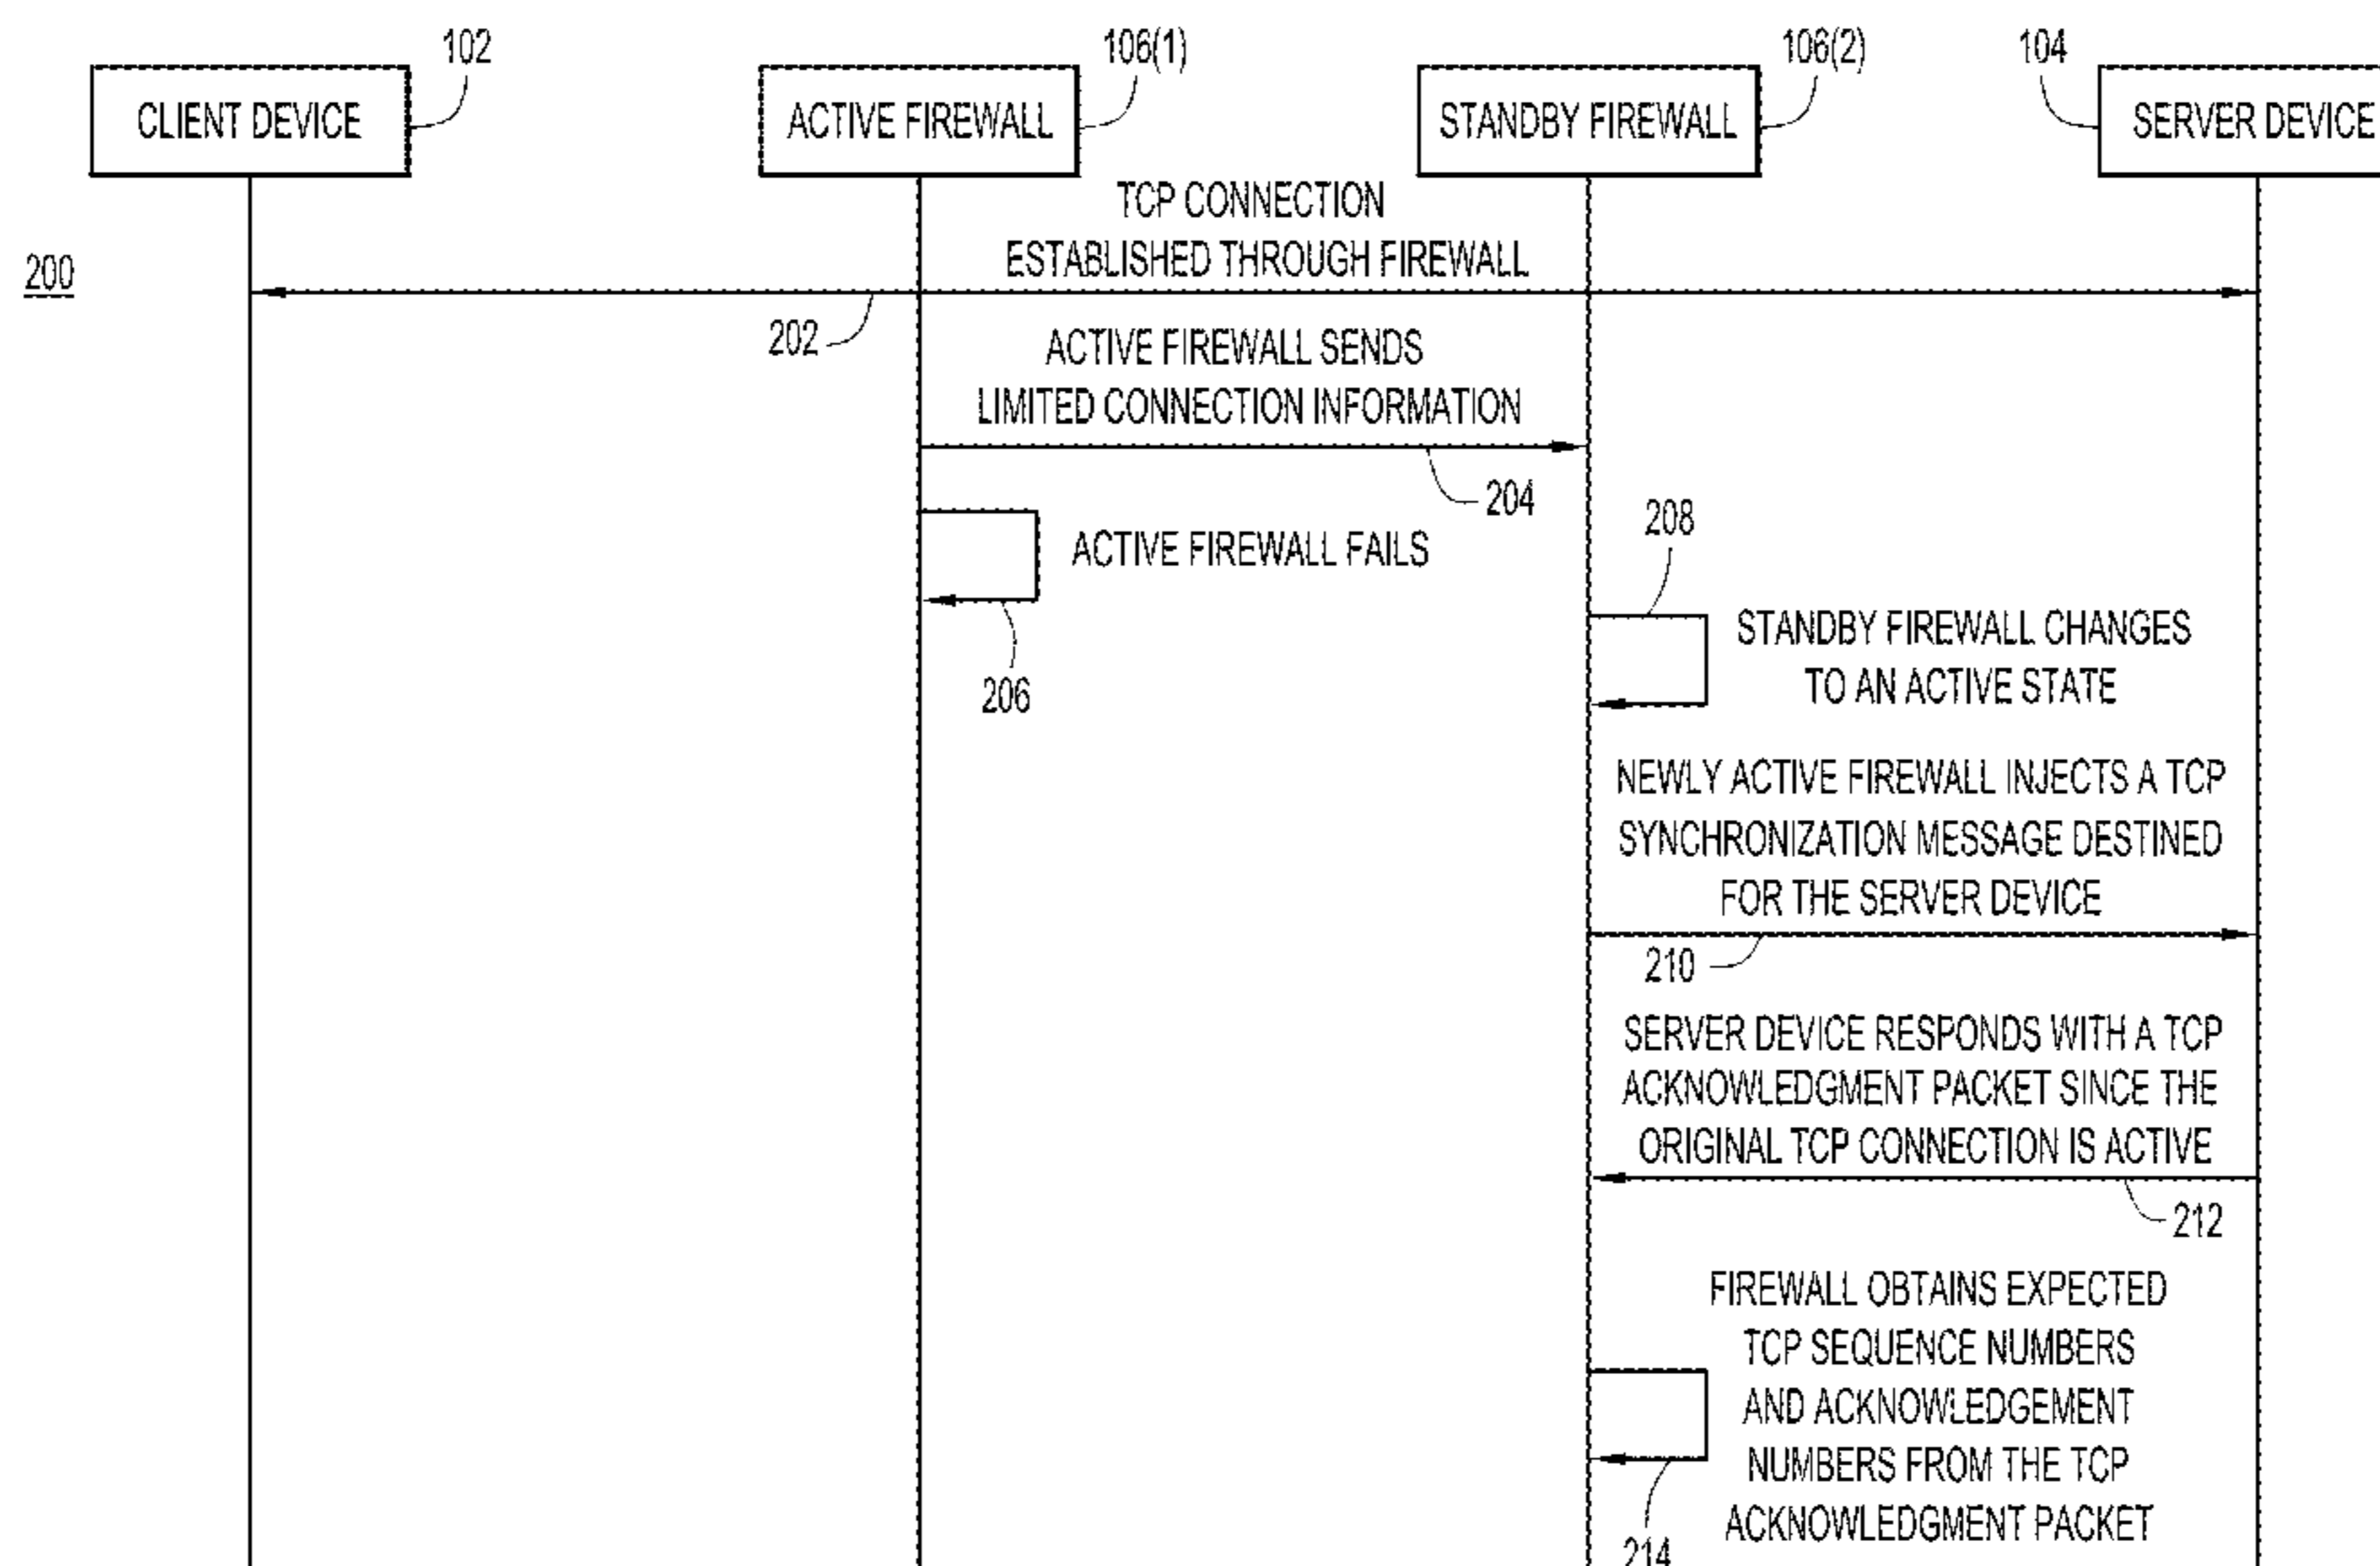 102
106(1)
106(2)
104
CLIENT DEVICE
ACTIVE FIREWALL
STANDBY FIREWALL
SERVER DEVICE
200
TCP CONNECTION
ESTABLISHED THROUGH FIREWALL
202
ACTIVE FIREWALL SENDS
LIMITED CONNECTION INFORMATION
204
ACTIVE FIREWALL FAILS
206
208
STANDBY FIREWALL CHANGES
TO AN ACTIVE STATE
NEWLY ACTIVE FIREWALL INJECTS A TCP
SYNCHRONIZATION MESSAGE DESTINED
FOR THE SERVER DEVICE
210
SERVER DEVICE RESPONDS WITH A TCP
ACKNOWLEDGMENT PACKET SINCE THE
ORIGINAL TCP CONNECTION IS ACTIVE
212
FIREWALL OBTAINS EXPECTED
TCP SEQUENCE NUMBERS
AND ACKNOWLEDGEMENT
NUMBERS FROM THE TCP
ACKNOWLEDGMENT PACKET
214